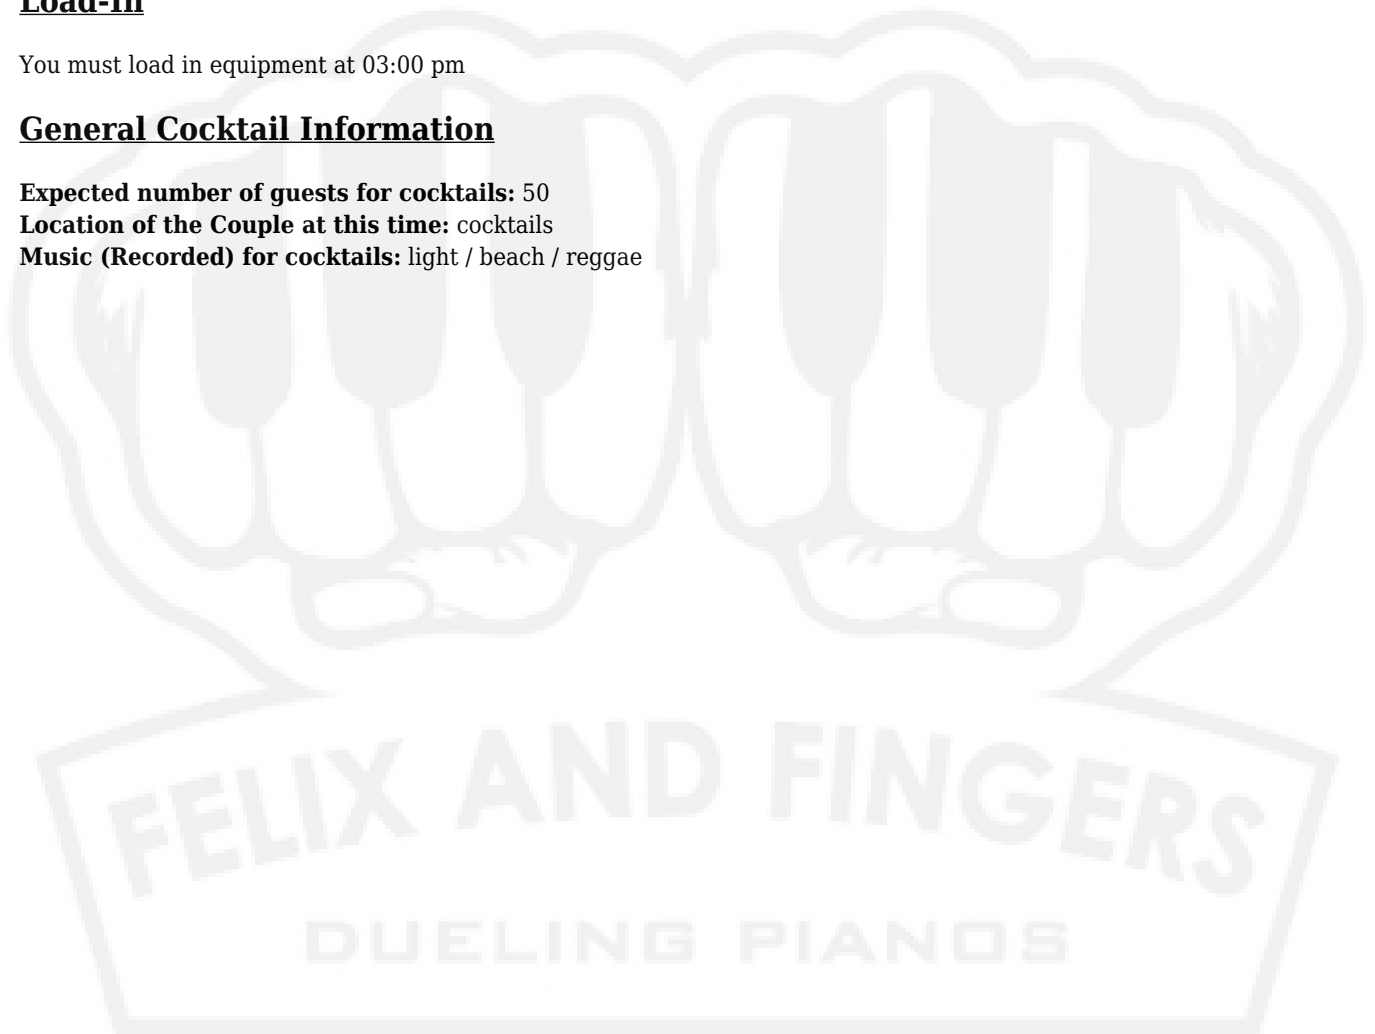 Load-In
You must load in equipment at 03:00 pm
General Cocktail Information
Expected number of guests for cocktails: 50
Location of the Couple at this time: cocktails
Music (Recorded) for cocktails: light / beach / reggae
FELIX AND FINGERS
DUELING PIANOS